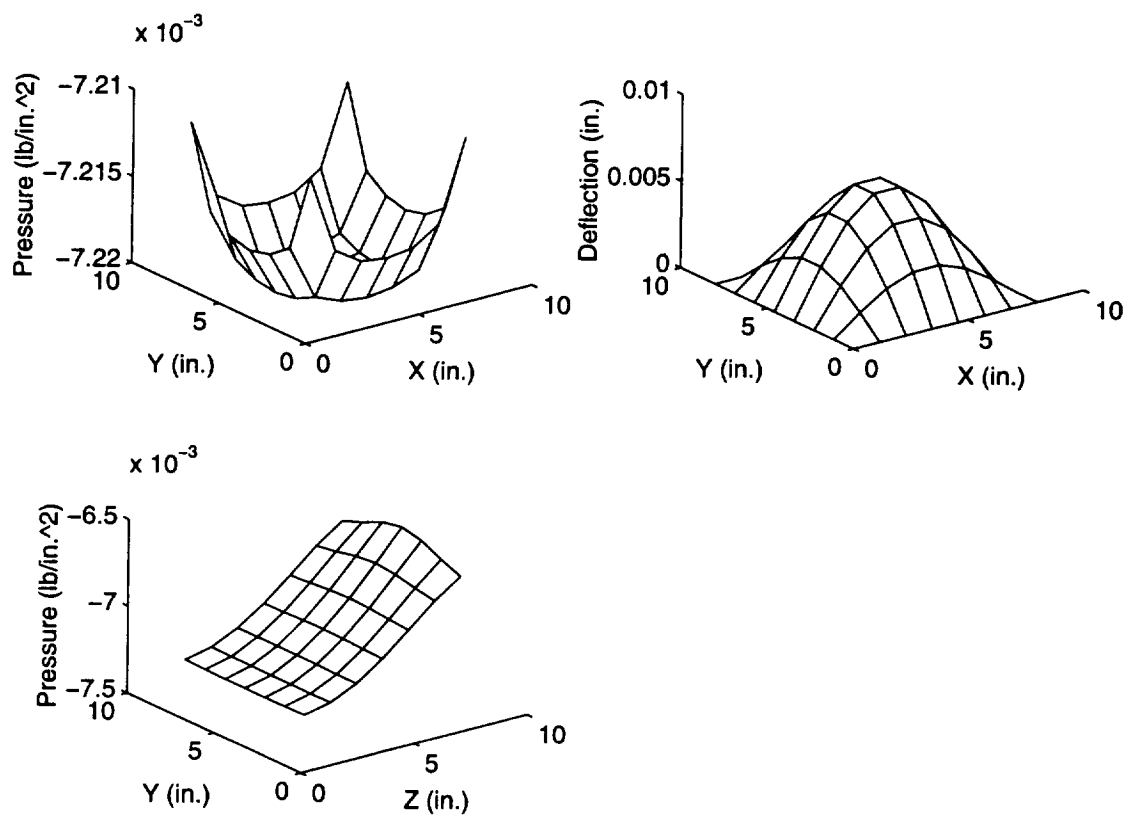 x 10^-3
Pressure (lb/in.^2)
-7.21
-7.215
-7.22
10
5
0
Y (in.)
0
5
10
X (in.)
Deflection (in.)
0.01
0.005
0
10
5
0
Y (in.)
0
5
10
X (in.)
x 10^-3
Pressure (lb/in.^2)
-6.5
-7
-7.5
10
5
0
Y (in.)
0
5
10
Z (in.)